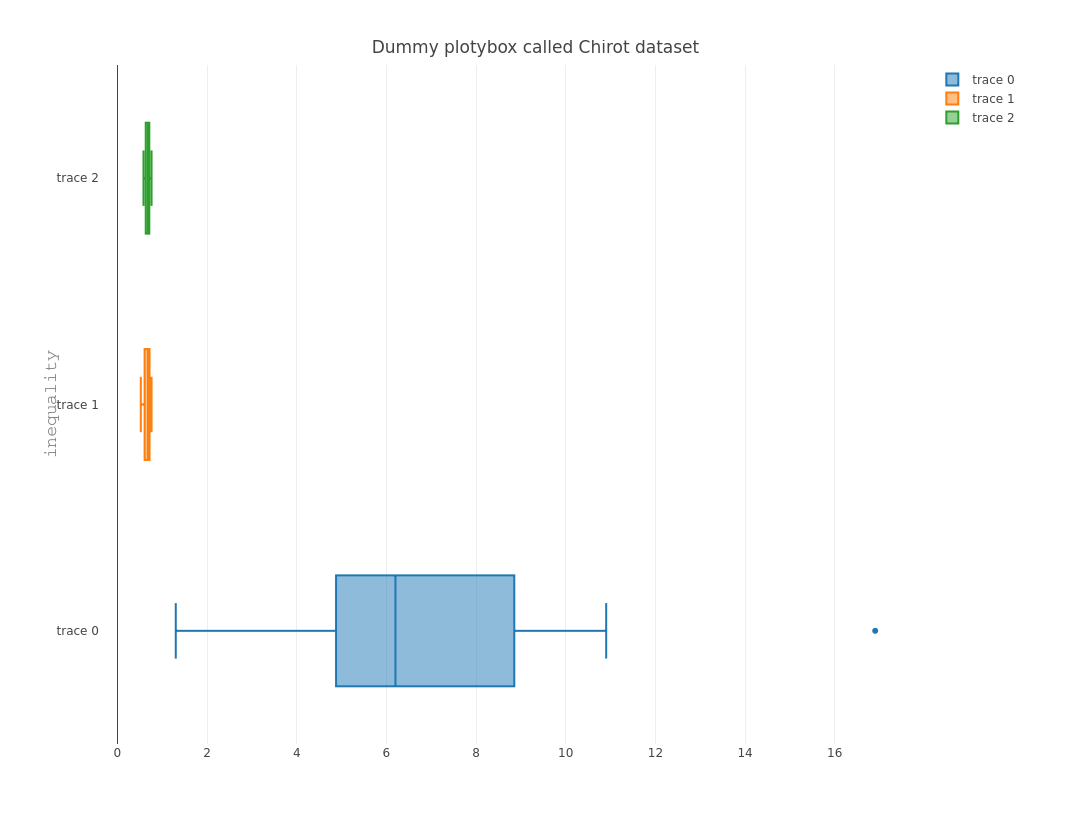 Dummy plotybox called Chirot dataset
trace 0
trace 1
trace 2
trace 2
inequality
trace 1
trace 0
0 2 4 6 8 10 12 14 16